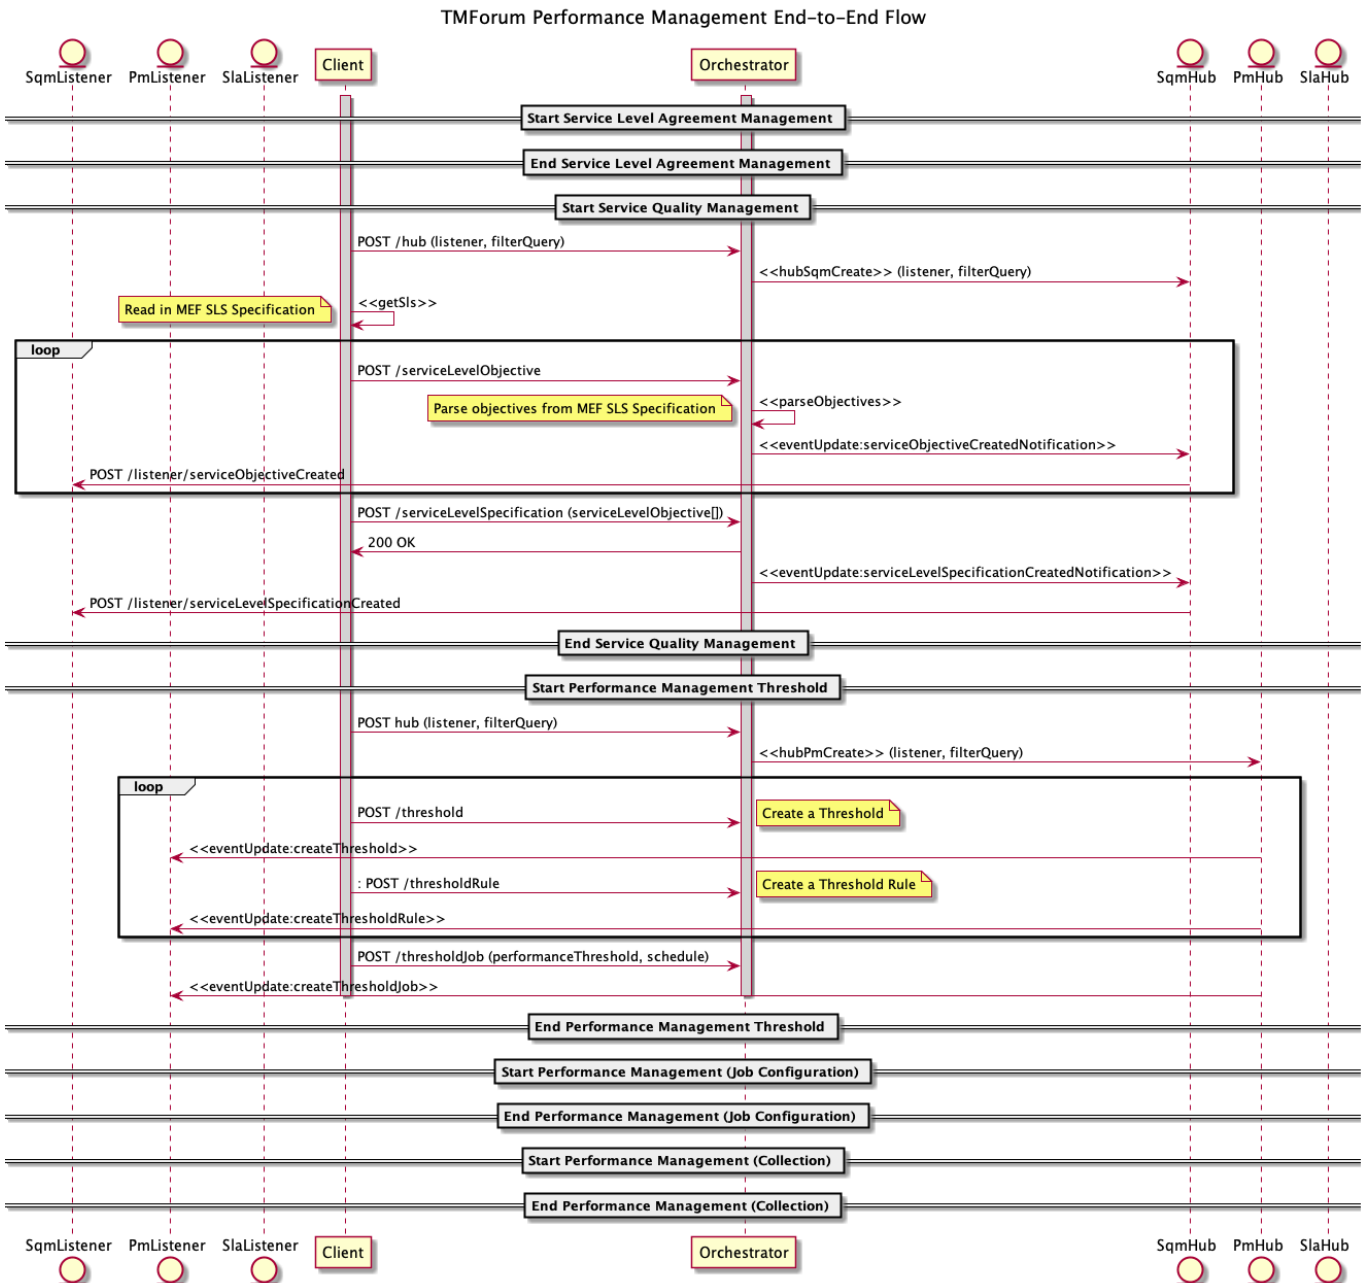 TMForum Performance Management End-to-End Flow
SqmListener
PmListener
SlaListener
Client
Orchestrator
SqmHub
PmHub
SlaHub
Start Service Level Agreement Management
End Service Level Agreement Management
Start Service Quality Management
POST /hub (listener, filterQuery)
<<hubSqmCreate>> (listener, filterQuery)
Read in MEF SLS Specification
<<getSls>>
loop
POST /serviceLevelObjective
Parse objectives from MEF SLS Specification
<<parseObjectives>>
<<eventUpdate:serviceObjectiveCreatedNotification>>
POST /listener/serviceObjectiveCreated
POST /serviceLevelSpecification (serviceLevelObjective[])
200 OK
<<eventUpdate:serviceLevelSpecificationCreatedNotification>>
POST /listener/serviceLevelSpecificationCreated
End Service Quality Management
Start Performance Management Threshold
POST hub (listener, filterQuery)
<<hubPmCreate>> (listener, filterQuery)
loop
POST /threshold
Create a Threshold
<<eventUpdate:createThreshold>>
: POST /thresholdRule
Create a Threshold Rule
<<eventUpdate:createThresholdRule>>
POST /thresholdJob (performanceThreshold, schedule)
<<eventUpdate:createThresholdJob>>
End Performance Management Threshold
Start Performance Management (Job Configuration)
End Performance Management (Job Configuration)
Start Performance Management (Collection)
End Performance Management (Collection)
SqmListener
PmListener
SlaListener
Client
Orchestrator
SqmHub
PmHub
SlaHub